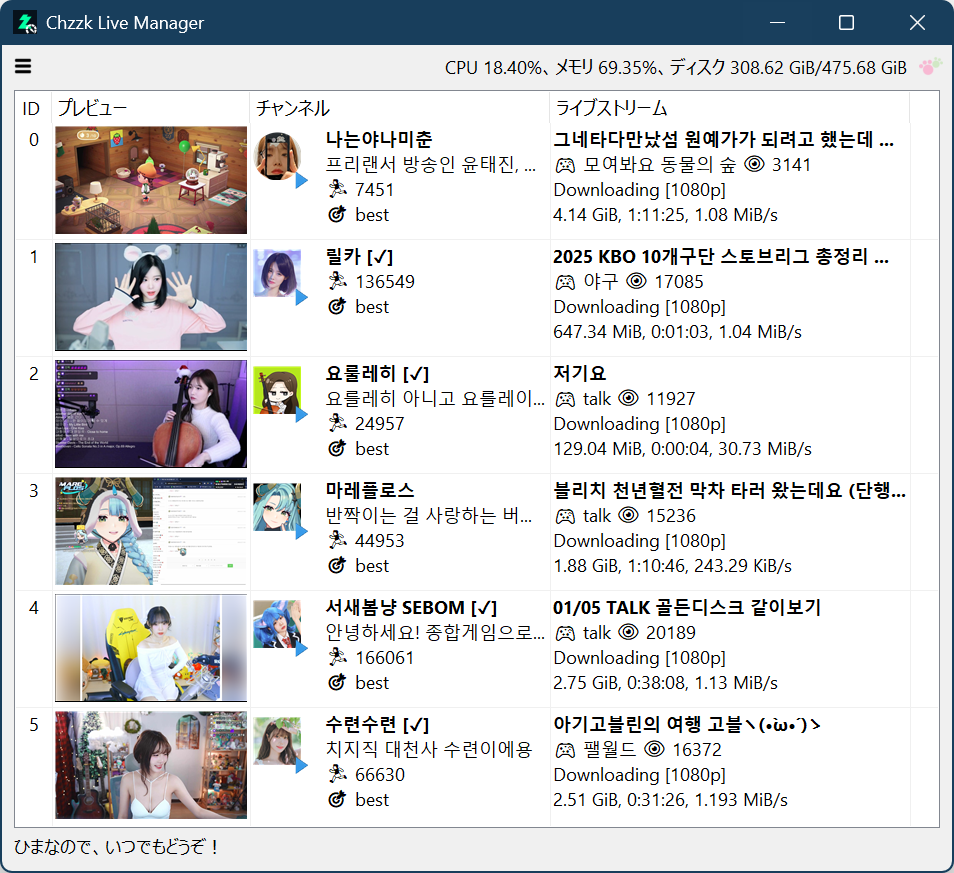 Chzzk Live Manager
CPU 18.40%、メモリ 69.35%、ディスク 308.62 GiB/475.68 GiB
ID プレビュー チャンネル ライブストリーム
0
나는야나미춘
프리랜서 방송인 윤태진, ...
7451
best
그네타다만났섬 원예가가 되려고 했는데 ...
모여봐요 동물의 숲 3141
Downloading [1080p]
4.14 GiB, 1:11:25, 1.08 MiB/s
1
릴카 [✓]
136549
best
2025 KBO 10개구단 스토브리그 총정리 ...
야구 17085
Downloading [1080p]
647.34 MiB, 0:01:03, 1.04 MiB/s
2
요룰레히 [✓]
요를레히 아니고 요룰레이...
24957
best
저기요
talk 11927
Downloading [1080p]
129.04 MiB, 0:00:04, 30.73 MiB/s
3
마레플로스
반짝이는 걸 사랑하는 버...
44953
best
블리치 천년혈전 막차 타러 왔는데요 (단행...
talk 15236
Downloading [1080p]
1.88 GiB, 1:10:46, 243.29 KiB/s
4
서새봄냥 SEBOM [✓]
안녕하세요! 종합게임으로...
166061
best
01/05 TALK 골든디스크 같이보기
talk 20189
Downloading [1080p]
2.75 GiB, 0:38:08, 1.13 MiB/s
5
수련수련 [✓]
치지직 대천사 수련이에용
66630
best
아기고블린의 여행 고블ヽ(•̀ω•́ )ゝ
팰월드 16372
Downloading [1080p]
2.51 GiB, 0:31:26, 1.193 MiB/s
ひまなので、いつでもどうぞ！